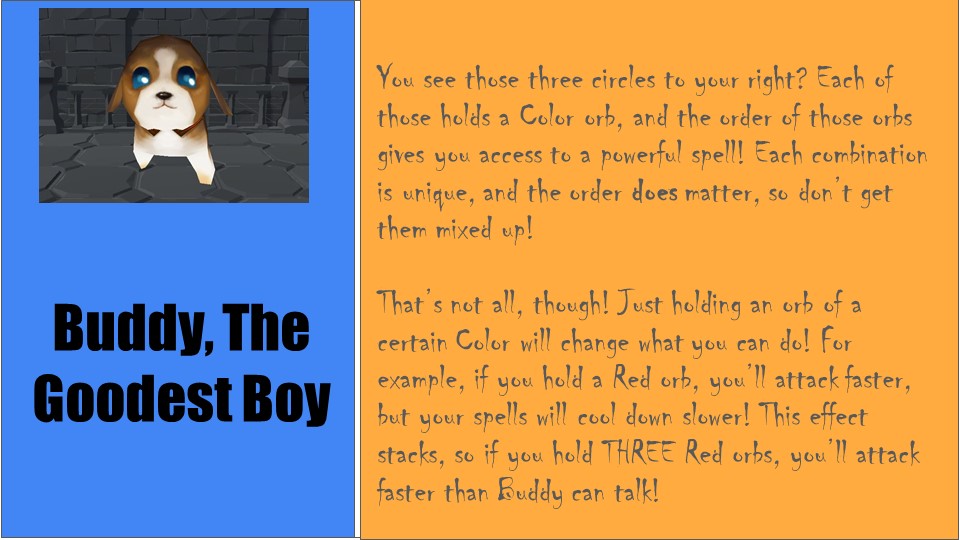 Buddy, The
Goodest Boy
You see those three circles to your right? Each of
those holds a Color orb, and the order of those orbs
gives you access to a powerful spell! Each combination
is unique, and the order does matter, so don't get
them mixed up!
That's not all, though! Just holding an orb of a
certain Color will change what you can do! For
example, if you hold a Red orb, you'll attack faster,
but your spells will cool down slower! This effect
stacks, so if you hold THREE Red orbs, you'll attack
faster than Buddy can talk!